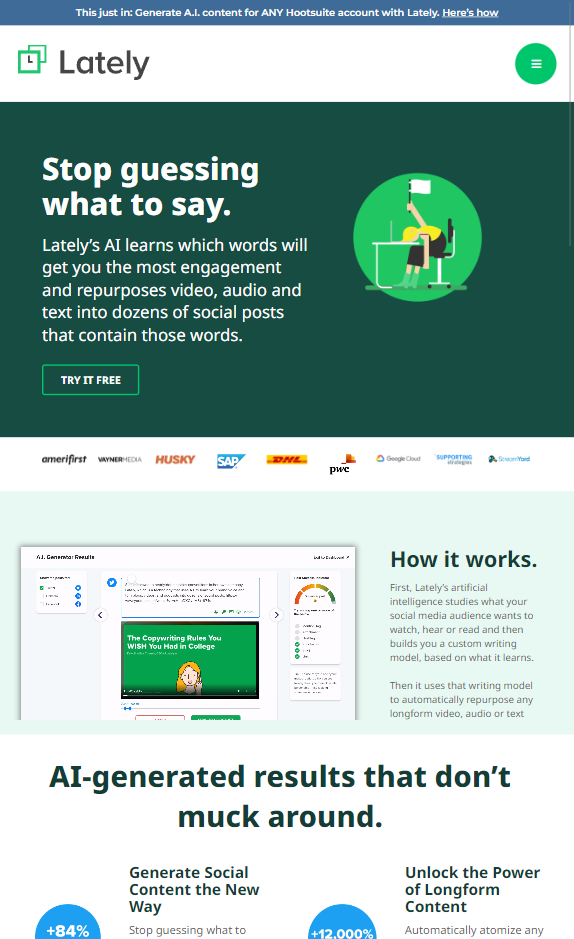 This just in: Generate A.I. content for ANY Hootsuite account with Lately. Here's how
L Lately
Stop guessing
what to say.
Lately's AI learns which words will
get you the most engagement
and repurposes video, audio and
text into dozens of social posts
that contain those words.
TRY IT FREE
amerifirst VAYNERMEDIA HUSKY SAP DHL pwc Google Cloud SUPPORTING strategies StreamYard
A.I. Generator Results
The Copywriting Rules You
WISH You Had in College
How it works.
First, Lately's artificial
intelligence studies what your
social media audience wants to
watch, hear or read and then
builds you a custom writing
model, based on what it learns.
Then it uses that writing model
to automatically repurpose any
longform video, audio or text
AI-generated results that don't
muck around.
+84%
Generate Social
Content the New
Way
Stop guessing what to
+12,000%
Unlock the Power
of Longform
Content
Automatically atomize any